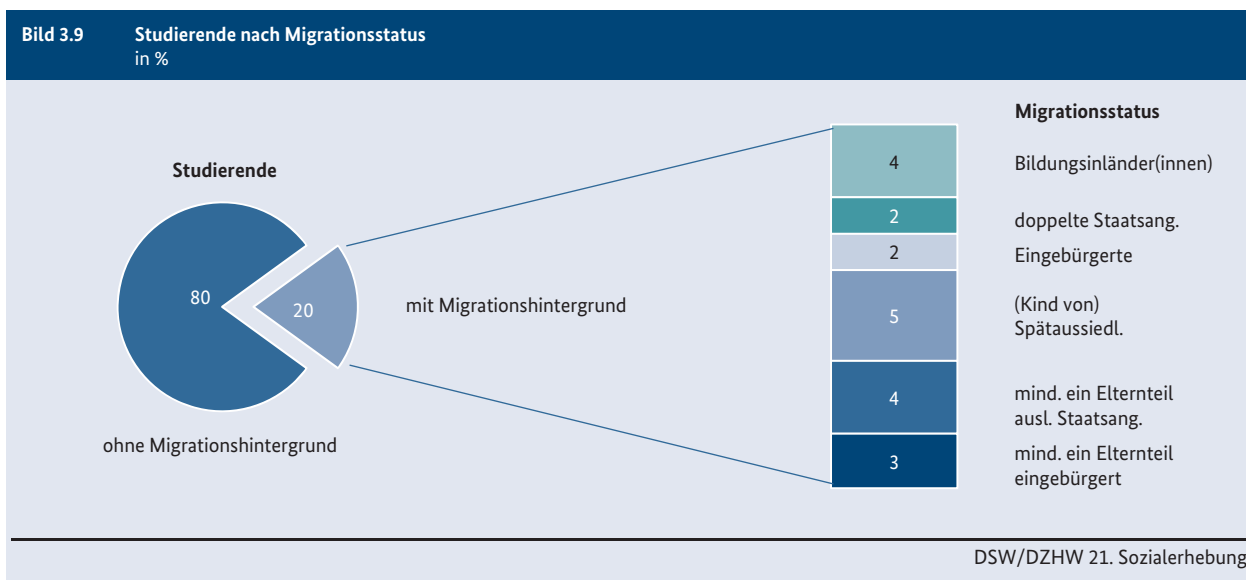 Bild 3.9 Studierende nach Migrationsstatus
in %
Studierende
80
20
ohne Migrationshintergrund
mit Migrationshintergrund
Migrationsstatus
4 Bildungsinländer(innen)
2 doppelte Staatsang.
2 Eingebürgerte
5 (Kind von)
Spätaussiedl.
4 mind. ein Elternteil
ausl. Staatsang.
3 mind. ein Elternteil
eingebürgert
DSW/DZHW 21. Sozialerhebung